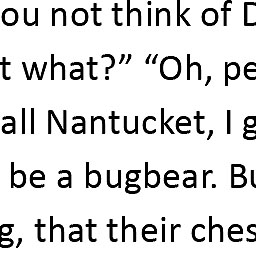 ou not think of D
t what?” “Oh, pe
all Nantucket, I g
be a bugbear. Bu
g, that their ches